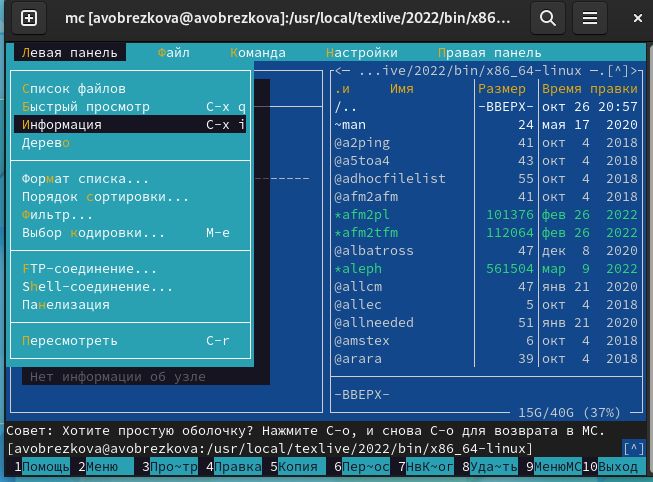 mc [avobrezkova@avobrezkova]:/usr/local/texlive/2022/bin/x86…
Левая панель Файл Команда Настройки Правая панель
Список файлов
Быстрый просмотр C-x q
Информация C-x i
Дерево
Формат списка...
Порядок сортировки...
Фильтр...
Выбор кодировки... M-e
FTP-соединение...
Shell-соединение...
Панелизация
Пересмотреть C-r
Нет информации об узле
<— ...ive/2022/bin/x86_64-linux —.[^]>
.и Имя Размер Время правки
/.. –ВВЕРХ– окт 26 20:57
~man 24 мая 17 2020
@a2ping 41 окт 4 2018
@a5toa4 43 окт 4 2018
@adhocfilelist 55 окт 4 2018
@afm2afm 41 окт 4 2018
*afm2pl 101376 фев 26 2022
*afm2tfm 112064 фев 26 2022
@albatross 47 дек 8 2020
*aleph 561504 мар 9 2022
@allcm 47 янв 21 2020
@allec 5 окт 4 2018
@allneeded 51 янв 21 2020
@amstex 6 окт 4 2018
@arara 39 окт 4 2018
–ВВЕРХ–
15G/40G (37%)
Совет: Хотите простую оболочку? Нажмите C-o, и снова C-o для возврата в MC.
[avobrezkova@avobrezkova:/usr/local/texlive/2022/bin/x86_64-linux] [^]
1Помощь 2Меню 3Про~тр 4Правка 5Копия 6Пер~ос 7НвК~ог 8Уда~ть 9МенюMC 10Выход